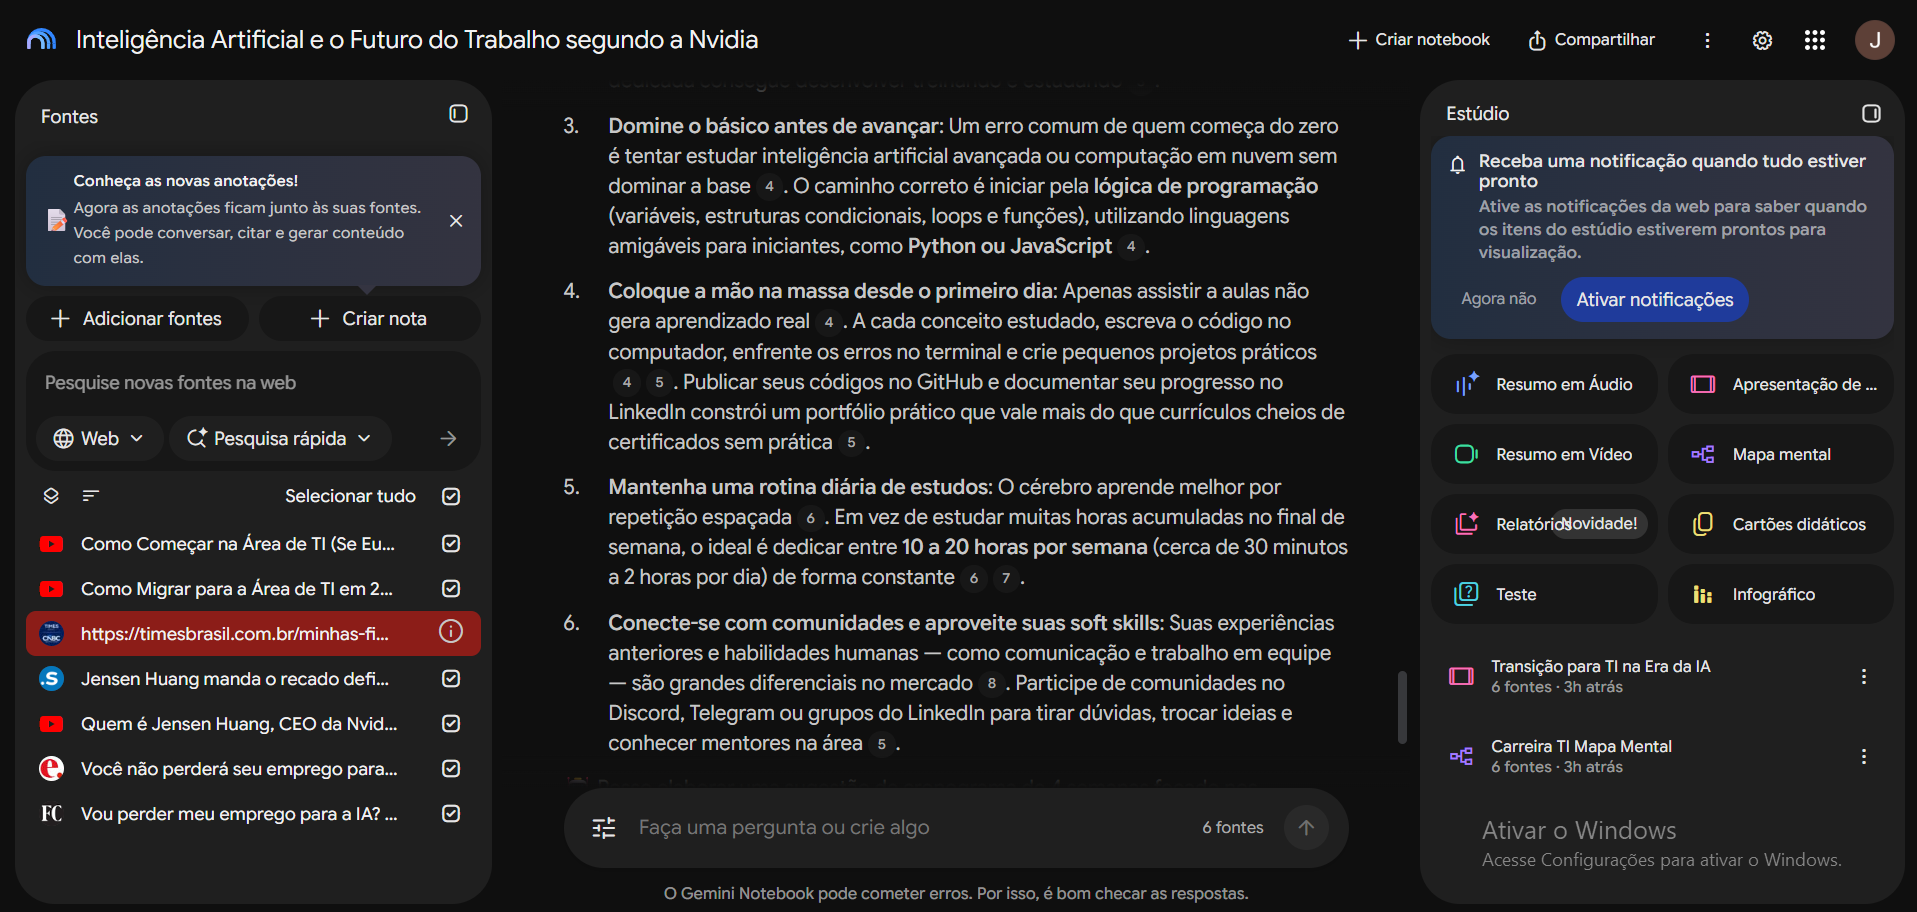 Inteligência Artificial e o Futuro do Trabalho segundo a Nvidia
Criar notebook
Compartilhar
J
Fontes
Conheça as novas anotações!
Agora as anotações ficam junto às suas fontes.
Você pode conversar, citar e gerar conteúdo
com elas.
Adicionar fontes
Criar nota
Pesquise novas fontes na web
Web
Pesquisa rápida
Selecionar tudo
Como Começar na Área de TI (Se Eu...
Como Migrar para a Área de TI em 2...
https://timesbrasil.com.br/minhas-fi...
Jensen Huang manda o recado defi...
Quem é Jensen Huang, CEO da Nvid...
Você não perderá seu emprego para...
FC Vou perder meu emprego para a IA? ...
3. Domine o básico antes de avançar: Um erro comum de quem começa do zero
é tentar estudar inteligência artificial avançada ou computação em nuvem sem
dominar a base 4 . O caminho correto é iniciar pela lógica de programação
(variáveis, estruturas condicionais, loops e funções), utilizando linguagens
amigáveis para iniciantes, como Python ou JavaScript 4 .
4. Coloque a mão na massa desde o primeiro dia: Apenas assistir a aulas não
gera aprendizado real 4 . A cada conceito estudado, escreva o código no
computador, enfrente os erros no terminal e crie pequenos projetos práticos
4 5 . Publicar seus códigos no GitHub e documentar seu progresso no
LinkedIn constrói um portfólio prático que vale mais do que currículos cheios de
certificados sem prática 5 .
5. Mantenha uma rotina diária de estudos: O cérebro aprende melhor por
repetição espaçada 6 . Em vez de estudar muitas horas acumuladas no final de
semana, o ideal é dedicar entre 10 a 20 horas por semana (cerca de 30 minutos
a 2 horas por dia) de forma constante 6 7 .
6. Conecte-se com comunidades e aproveite suas soft skills: Suas experiências
anteriores e habilidades humanas — como comunicação e trabalho em equipe
— são grandes diferenciais no mercado 8 . Participe de comunidades no
Discord, Telegram ou grupos do LinkedIn para tirar dúvidas, trocar ideias e
conhecer mentores na área 5 .
Faça uma pergunta ou crie algo
6 fontes
O Gemini Notebook pode cometer erros. Por isso, é bom checar as respostas.
Estúdio
Receba uma notificação quando tudo estiver
pronto
Ative as notificações da web para saber quando
os itens do estúdio estiverem prontos para
visualização.
Agora não
Ativar notificações
Resumo em Áudio
Apresentação de ...
Resumo em Vídeo
Mapa mental
Novidade!
Cartões didáticos
Teste
Infográfico
Transição para TI na Era da IA
6 fontes · 3h atrás
Carreira TI Mapa Mental
6 fontes · 3h atrás
Ativar o Windows
Acesse Configurações para ativar o Windows.